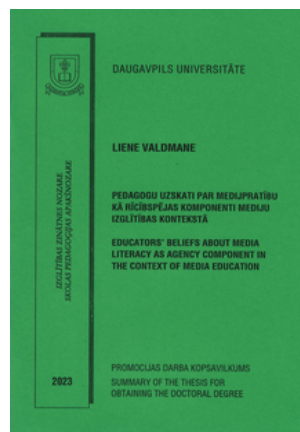 DAUGAVPILS UNIVERSITĀTE
LIENE VALDMANE
PEDAGOGU UZSKATI PAR MEDIJPRATĪBU
KĀ RĪCĪBSPĒJAS KOMPONENTI MEDIJU
IZGLĪTĪBAS KONTEKSTĀ
EDUCATORS' BELIEFS ABOUT MEDIA
LITERACY AS AGENCY COMPONENT IN
THE CONTEXT OF MEDIA EDUCATION
IZGLĪTĪBAS ZINĀTNES NOZARE
SKOLAS PEDAGOĢIJAS APAKŠNOZARE
2023
PROMOCIJAS DARBA KOPSAVILKUMS
SUMMARY OF THE THESIS FOR
OBTAINING THE DOCTORAL DEGREE